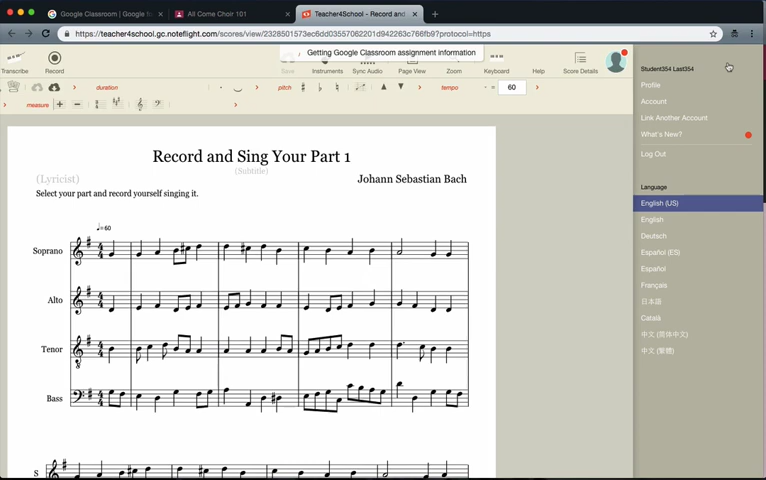 Google Classroom | Google fo
All Come Choir 101
Teacher4School - Record and
https://teacher4school.gc.noteflight.com/scores/view/2328501573ec6dd03557062201d942263c766fb9?protocol=https
Getting Google Classroom assignment information
Transcribe
Record
Instruments
Sync Audio
Page View
Zoom
Keyboard
Help
Score Details
duration
pitch
tempo
= 60
measure
Record and Sing Your Part 1
(Subtitle)
(Lyricist)
Johann Sebastian Bach
Select your part and record yourself singing it.
♩=60
Soprano
Alto
Tenor
Bass
S
Student354 Last354
Profile
Account
Link Another Account
What's New?
Log Out
Language
English (US)
English
Deutsch
Español (ES)
Español
Français
日本語
Català
中文 (简体中文)
中文 (繁體)